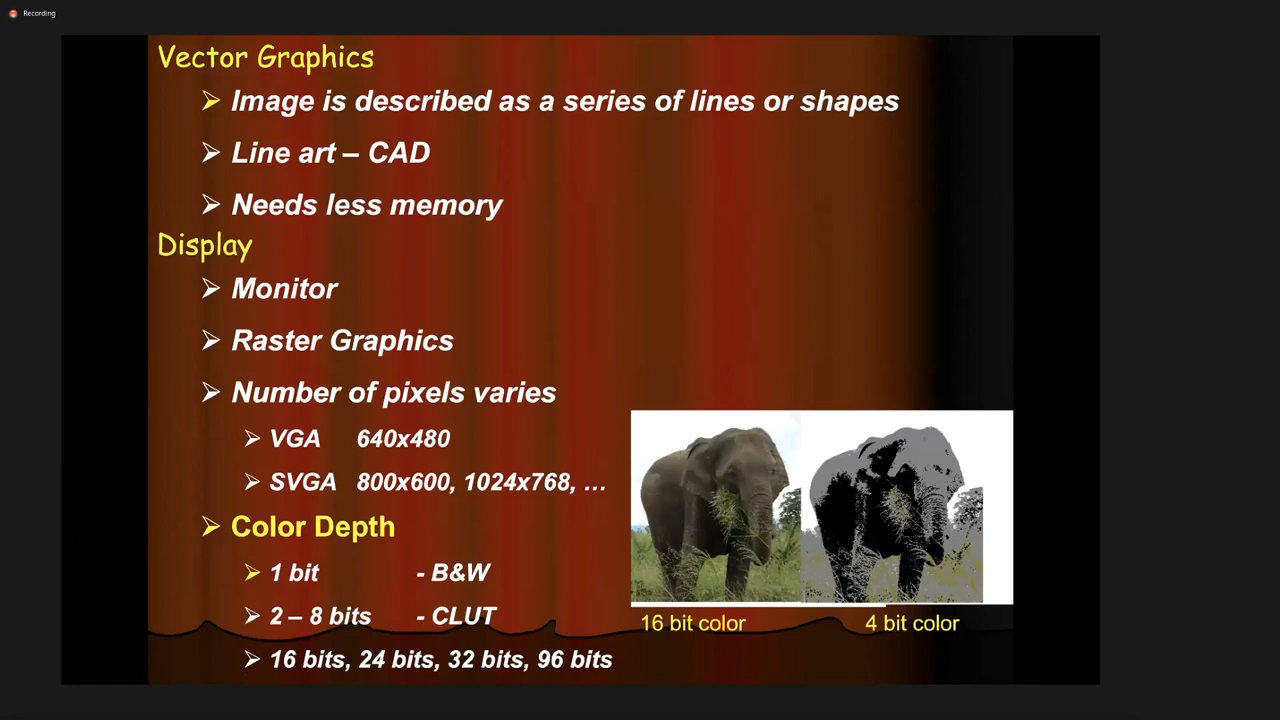 Recording
Vector Graphics
Image is described as a series of lines or shapes
Line art – CAD
Needs less memory
Display
Monitor
Raster Graphics
Number of pixels varies
VGA 640x480
SVGA 800x600, 1024x768, …
Color Depth
1 bit - B&W
2 – 8 bits - CLUT
16 bits, 24 bits, 32 bits, 96 bits
16 bit color
4 bit color